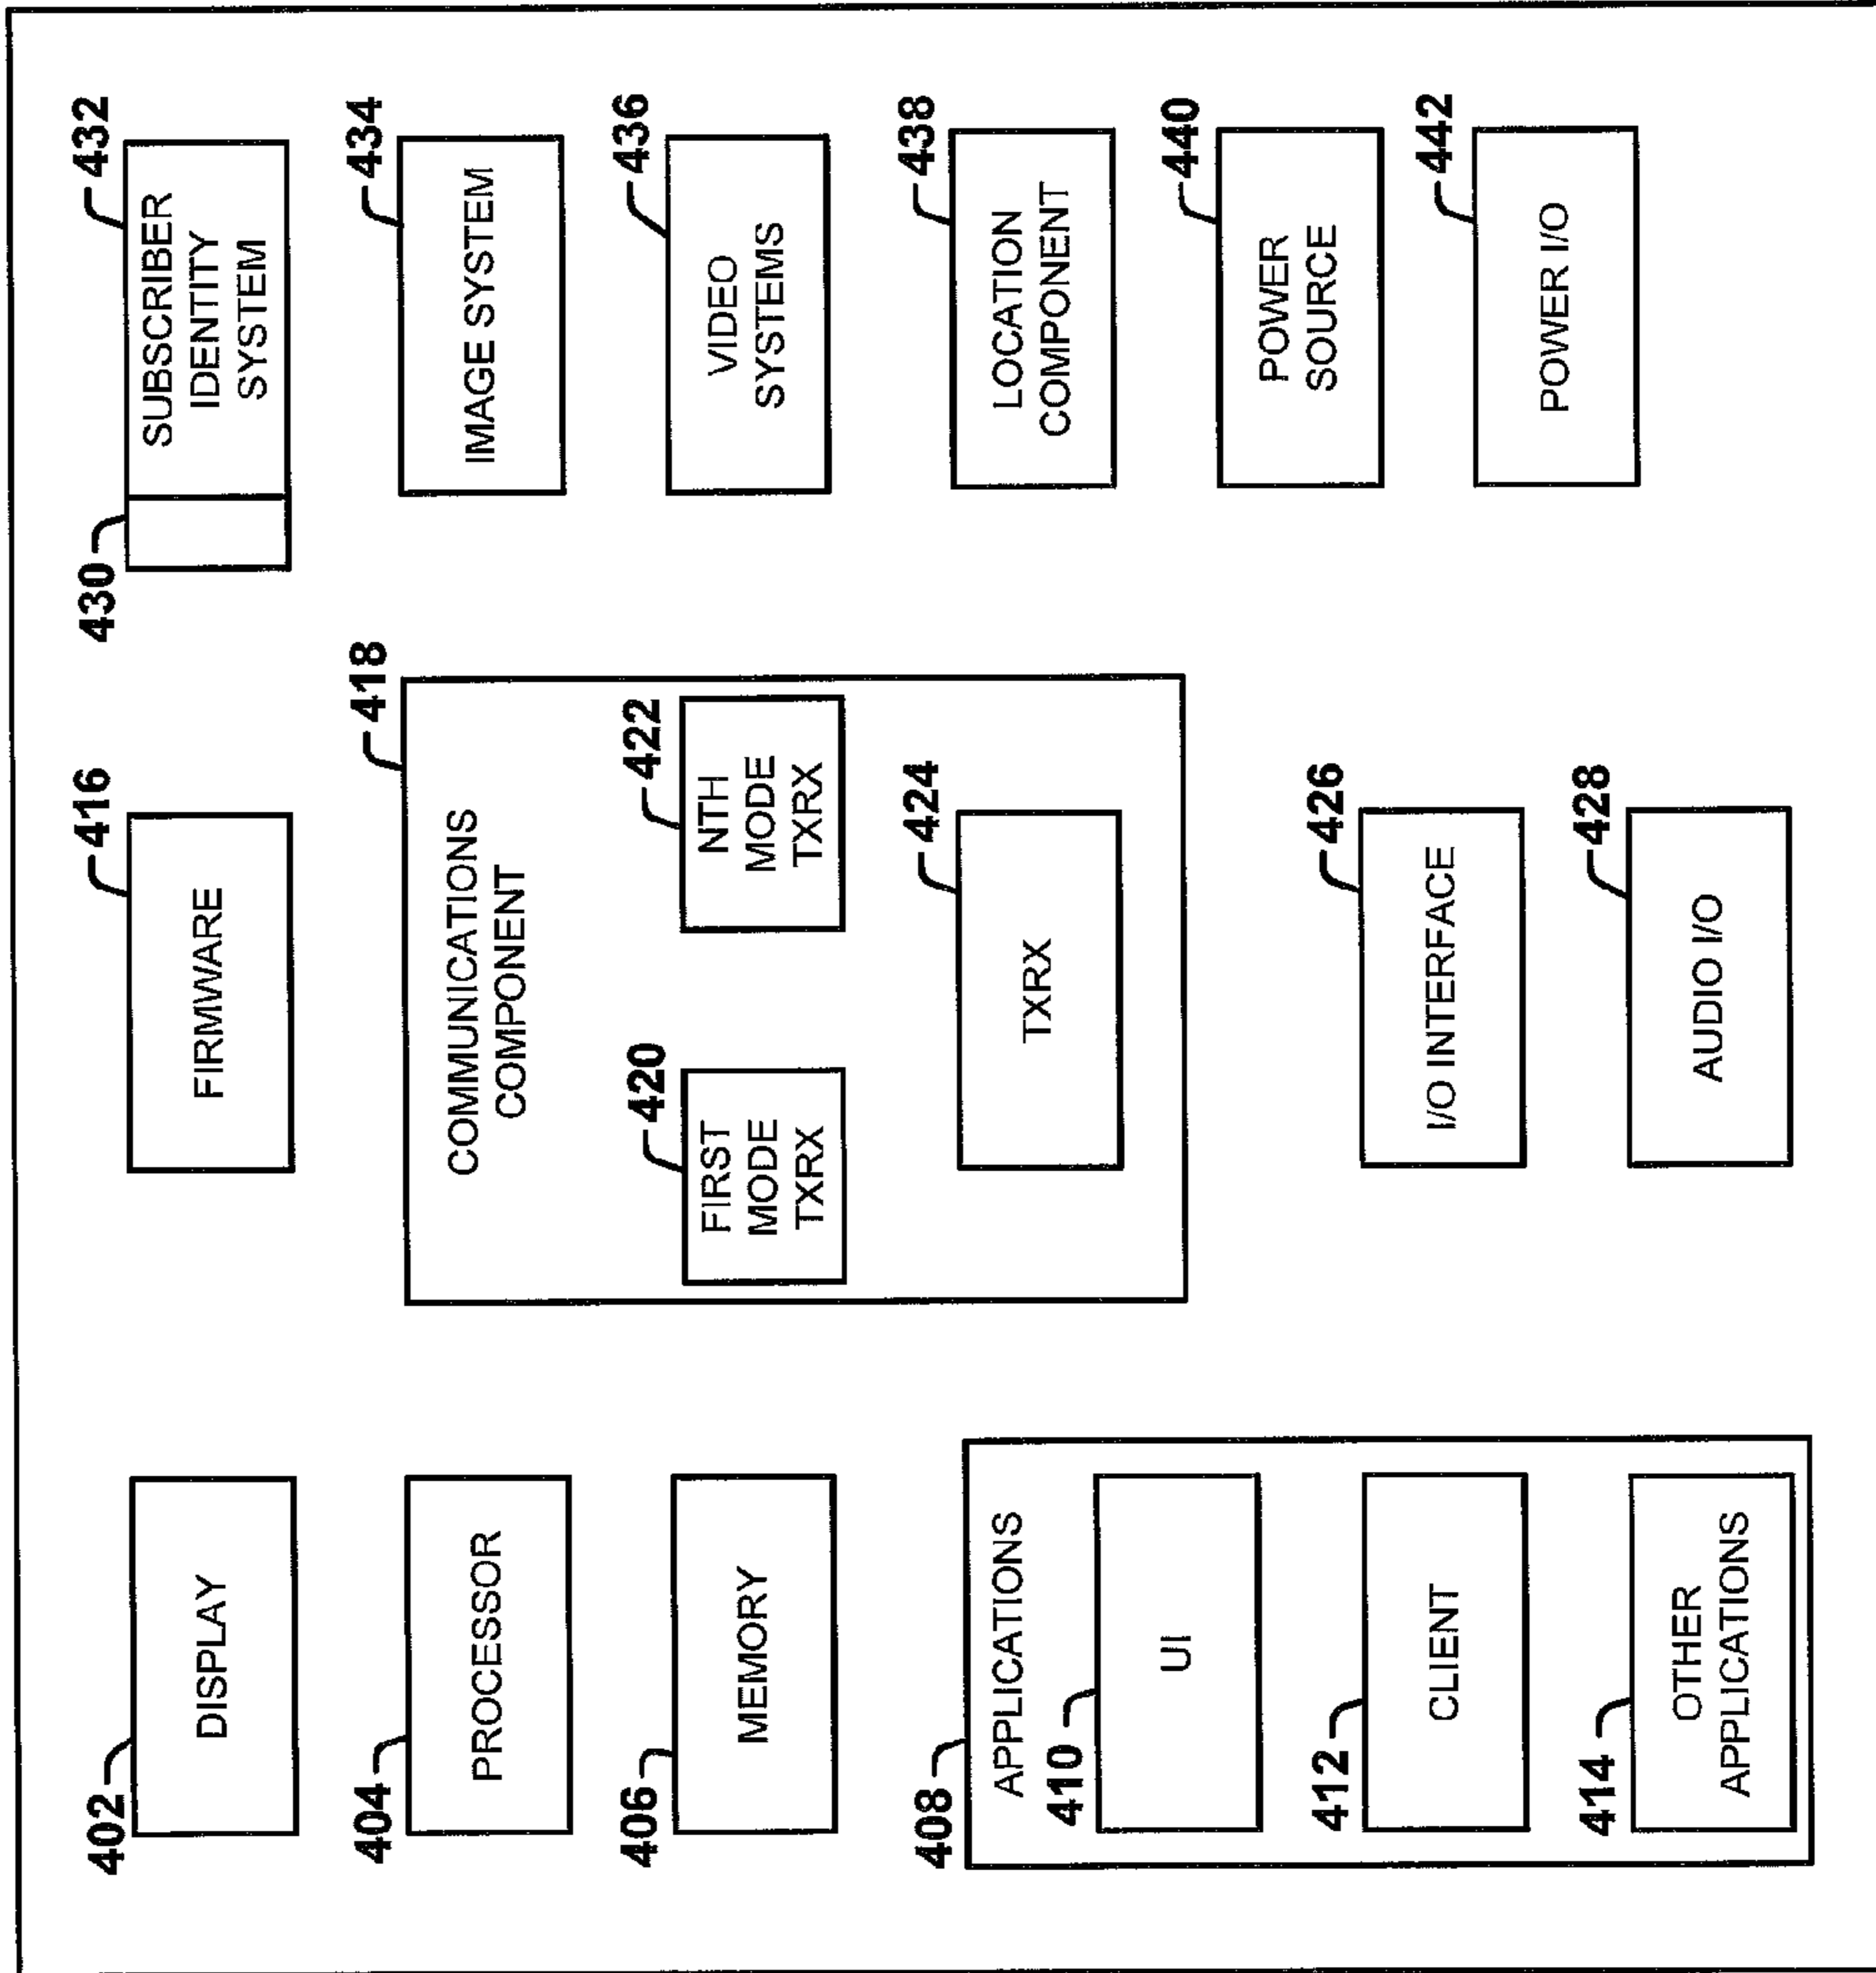 402
DISPLAY
404
PROCESSOR
406
MEMORY
408
APPLICATIONS
410
UI
412
CLIENT
414
OTHER
APPLICATIONS
416
FIRMWARE
418
COMMUNICATIONS
COMPONENT
420
FIRST
MODE
TXRX
422
NTH
MODE
TXRX
424
TXRX
426
I/O INTERFACE
428
AUDIO I/O
430
432
SUBSCRIBER
IDENTITY
SYSTEM
434
IMAGE SYSTEM
436
VIDEO
SYSTEMS
438
LOCATION
COMPONENT
440
POWER
SOURCE
442
POWER I/O